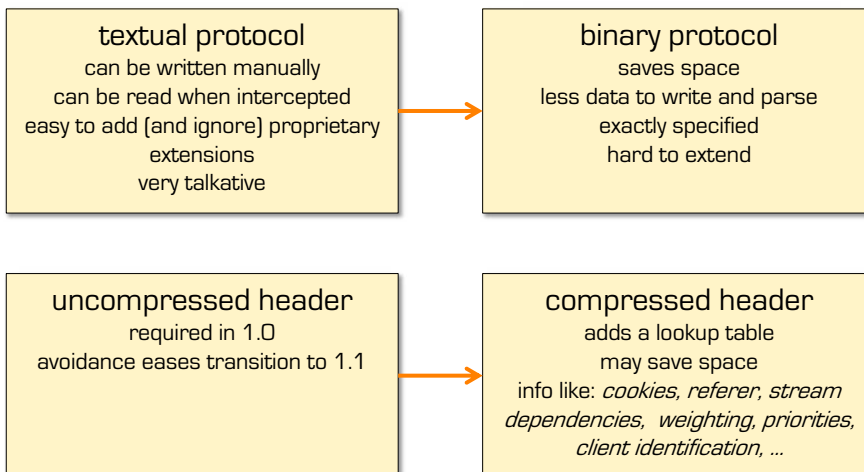 textual protocol
can be written manually
can be read when intercepted
easy to add (and ignore) proprietary
extensions
very talkative
binary protocol
saves space
less data to write and parse
exactly specified
hard to extend
uncompressed header
required in 1.0
avoidance eases transition to 1.1
compressed header
adds a lookup table
may save space
info like: cookies, referer, stream
dependencies, weighting, priorities,
client identification, ...